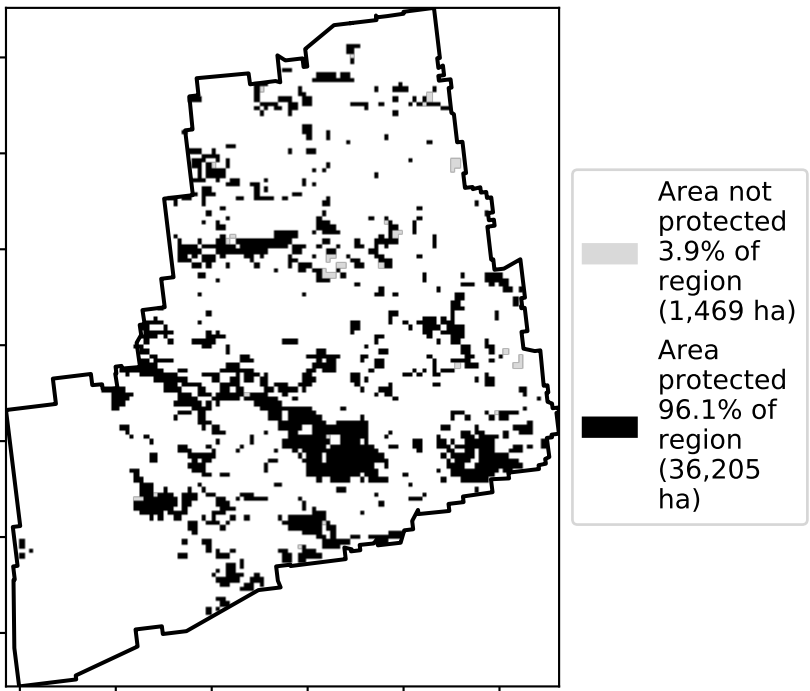 Area not
protected
3.9% of
region
(1,469 ha)
Area
protected
96.1% of
region
(36,205
ha)